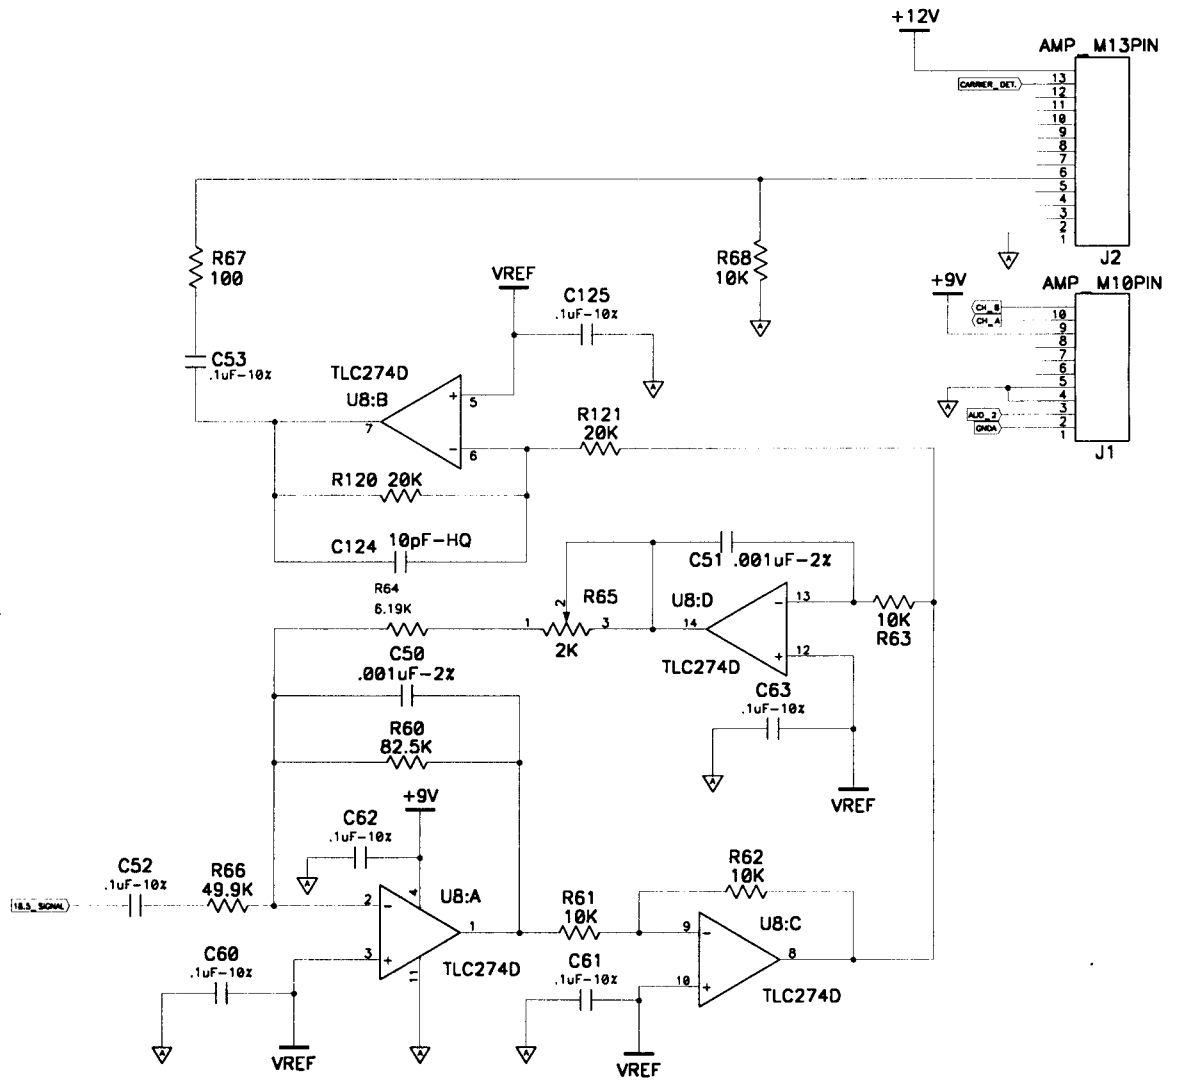 +12V
AMP_M13PIN
CARRIER_DET.
13
12
11
10
9
8
7
6
5
4
3
2
1
J2
R67
100
R68
10K
VREF
C125
.1uF-10%
+9V
AMP_M10PIN
CH_B
CH_A
10
9
8
7
6
5
4
3
2
1
AUD_2
GNDA
J1
A
A
A
A
C53
.1uF-10%
TLC274D
U8:B
+
5
7
-
6
R121
20K
R120 20K
C124
10pF-HQ
R64
6.19K
1
2
R65
3
2K
C51 .001uF-2%
U8:D
14
-
13
+
12
TLC274D
10K
R63
C50
.001uF-2%
C63
.1uF-10%
A
VREF
R60
82.5K
+9V
C62
.1uF-10%
A
4
C52
.1uF-10%
R66
49.9K
18.5_SIGNAL
2
-
U8:A
1
3
+
11
TLC274D
C60
.1uF-10%
A
VREF
A
R61
10K
R62
10K
9
-
U8:C
8
10
+
TLC274D
C61
.1uF-10%
A
VREF